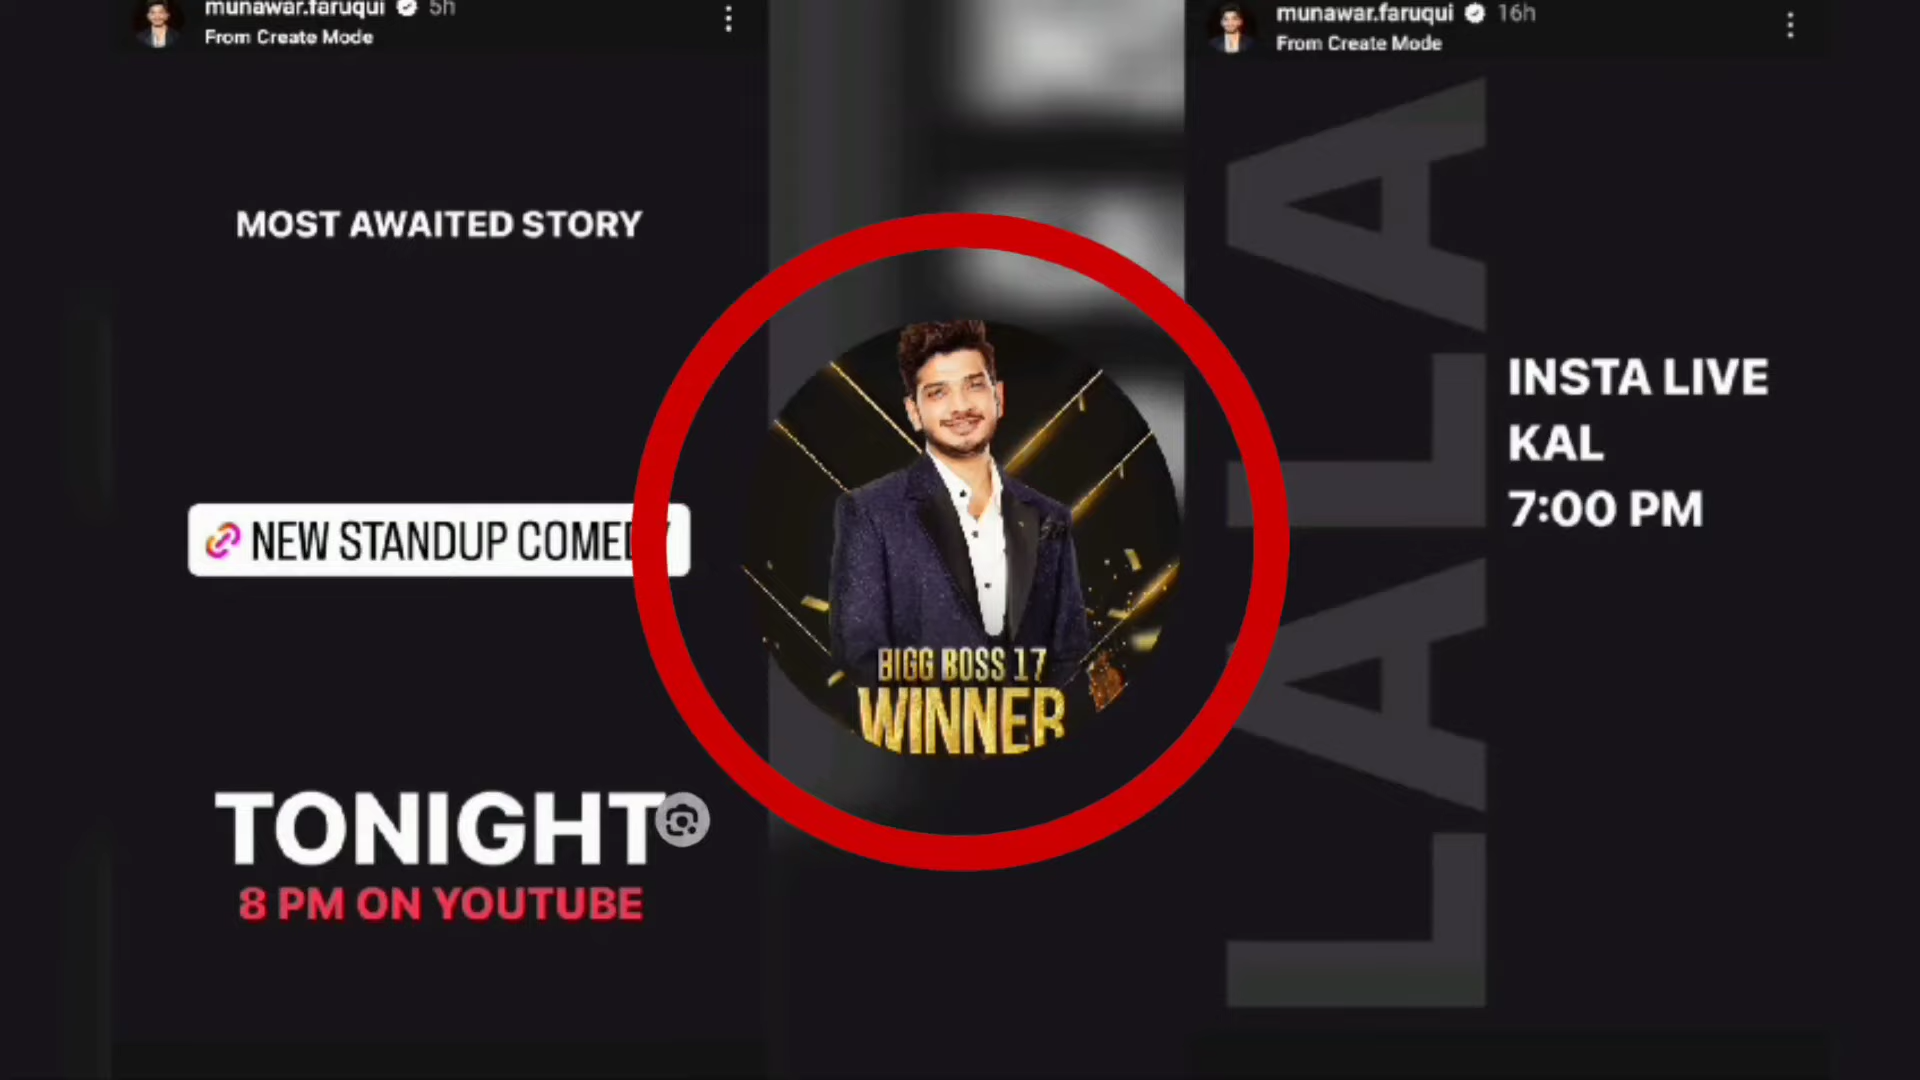 munawar.faruqui 5h
From Create Mode
MOST AWAITED STORY
NEW STANDUP COMEDY
TONIGHT
8 PM ON YOUTUBE
BIGG BOSS 17
WINNER
munawar.faruqui 16h
From Create Mode
LALA
INSTA LIVE
KAL
7:00 PM